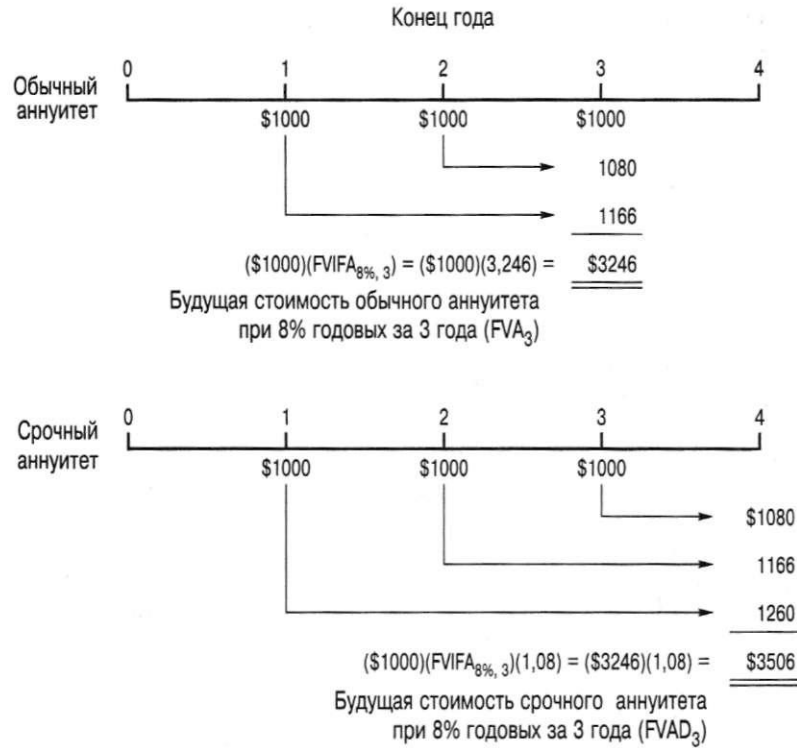 Конец года
0 1 2 3 4
Обычный
аннуитет
$1000 $1000 $1000
1080
1166
($1000)(FVIFA8%, 3) = ($1000)(3,246) = $3246
Будущая стоимость обычного аннуитета
при 8% годовых за 3 года (FVA3)
0 1 2 3 4
Срочный
аннуитет
$1000 $1000 $1000
$1080
1166
1260
($1000)(FVIFA8%, 3)(1,08) = ($3246)(1,08) = $3506
Будущая стоимость срочного аннуитета
при 8% годовых за 3 года (FVAD3)